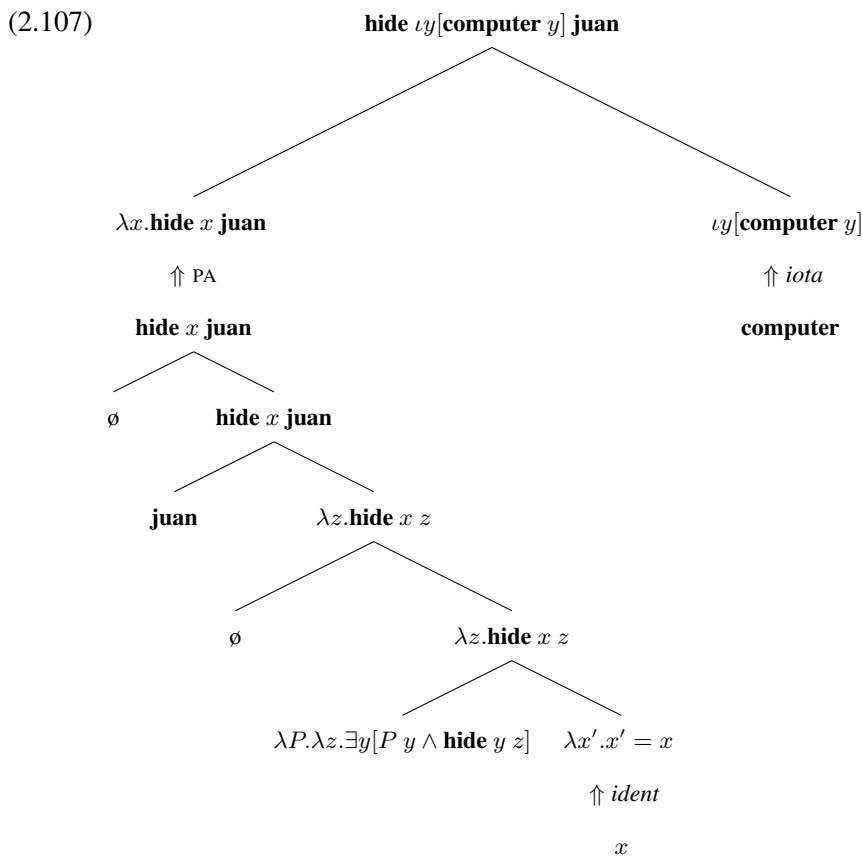 (2.107) hide ιy[computer y] juan
λx.hide x juan ιy[computer y]
⇑ PA ⇑ iota
hide x juan computer
ø hide x juan
juan λz.hide x z
ø λz.hide x z
λP.λz.∃y[P y ∧ hide y z] λx′.x′ = x
⇑ ident
x